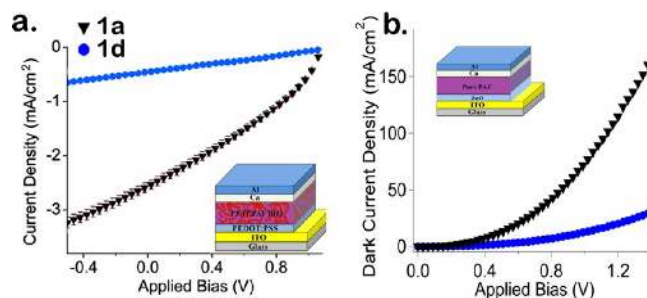 a.
1a
1d
Current Density (mA/cm²)
0
-1
-2
-3
-0.4 0.0 0.4 0.8
Applied Bias (V)
Al
Ca
PEDOT:PSS
ITO
Glass
b.
Dark Current Density (mA/cm²)
150
100
50
0
0.0 0.4 0.8 1.2
Applied Bias (V)
Al
Ca
ITO
Glass